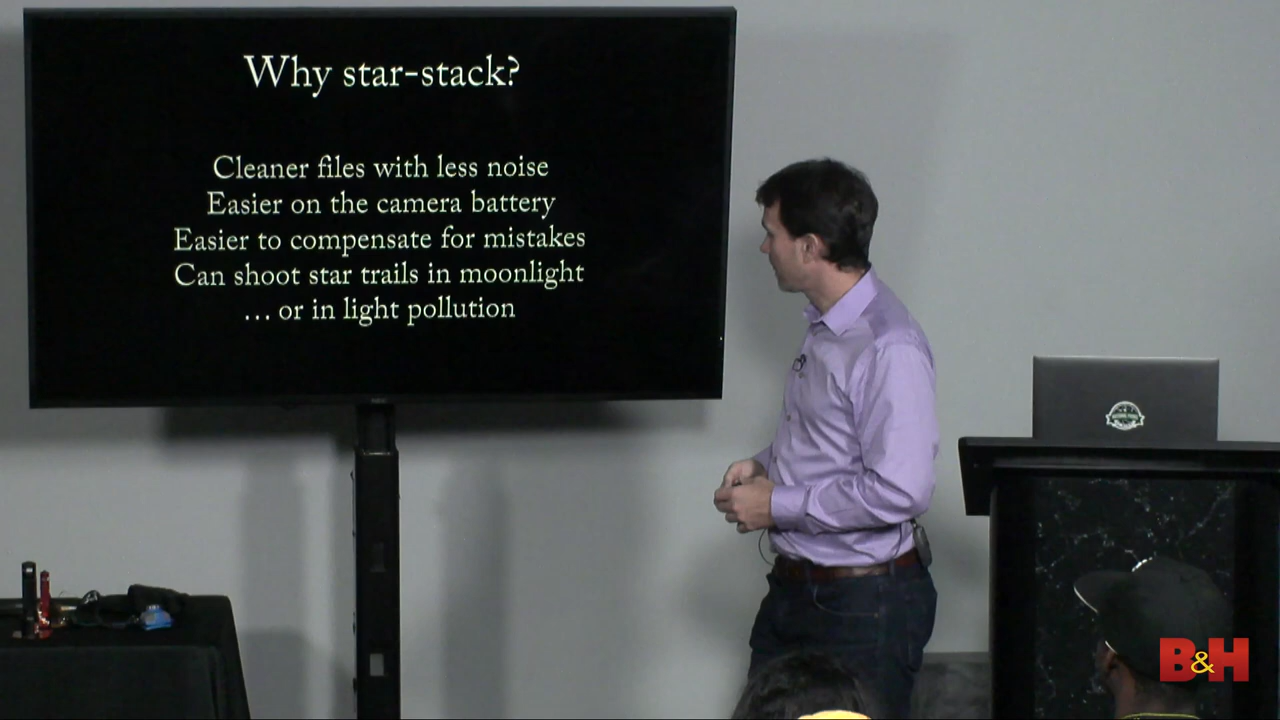 Why star-stack?
Cleaner files with less noise
Easier on the camera battery
Easier to compensate for mistakes
Can shoot star trails in moonlight
... or in light pollution
B&H